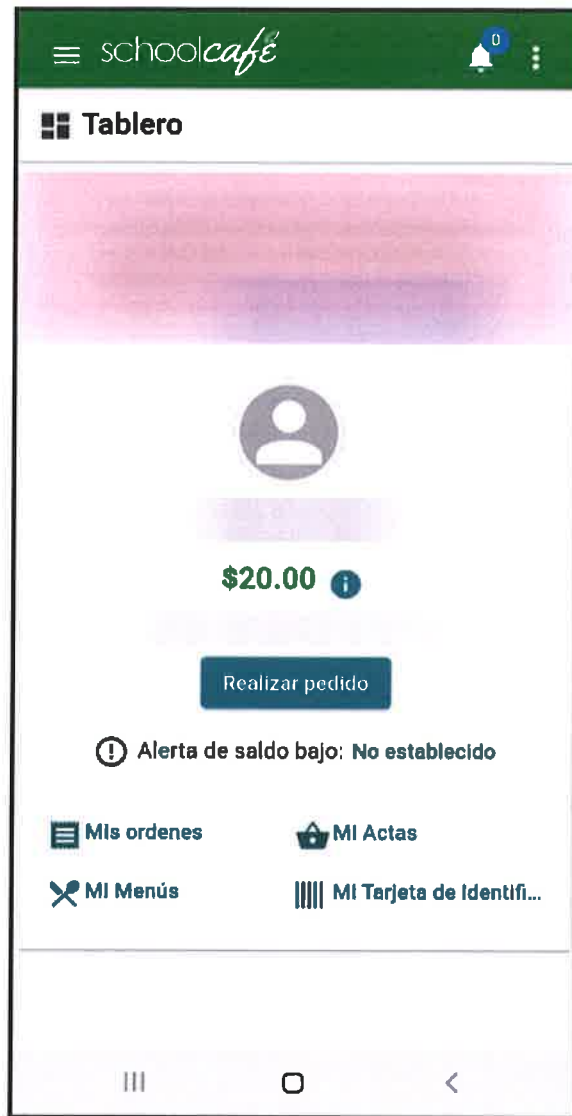 schoolcafé
0
Tablero
$20.00
Realizar pedido
Alerta de saldo bajo: No establecido
Mis ordenes
Mi Actas
Mi Menús
Mi Tarjeta de Identifi...